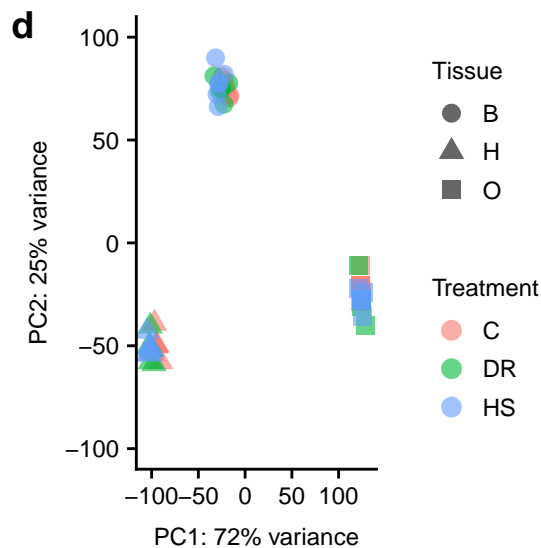 d
100
50
0
−50
−100
PC2: 25% variance
−100 −50 0 50 100
PC1: 72% variance
Tissue
B
H
O
Treatment
C
DR
HS